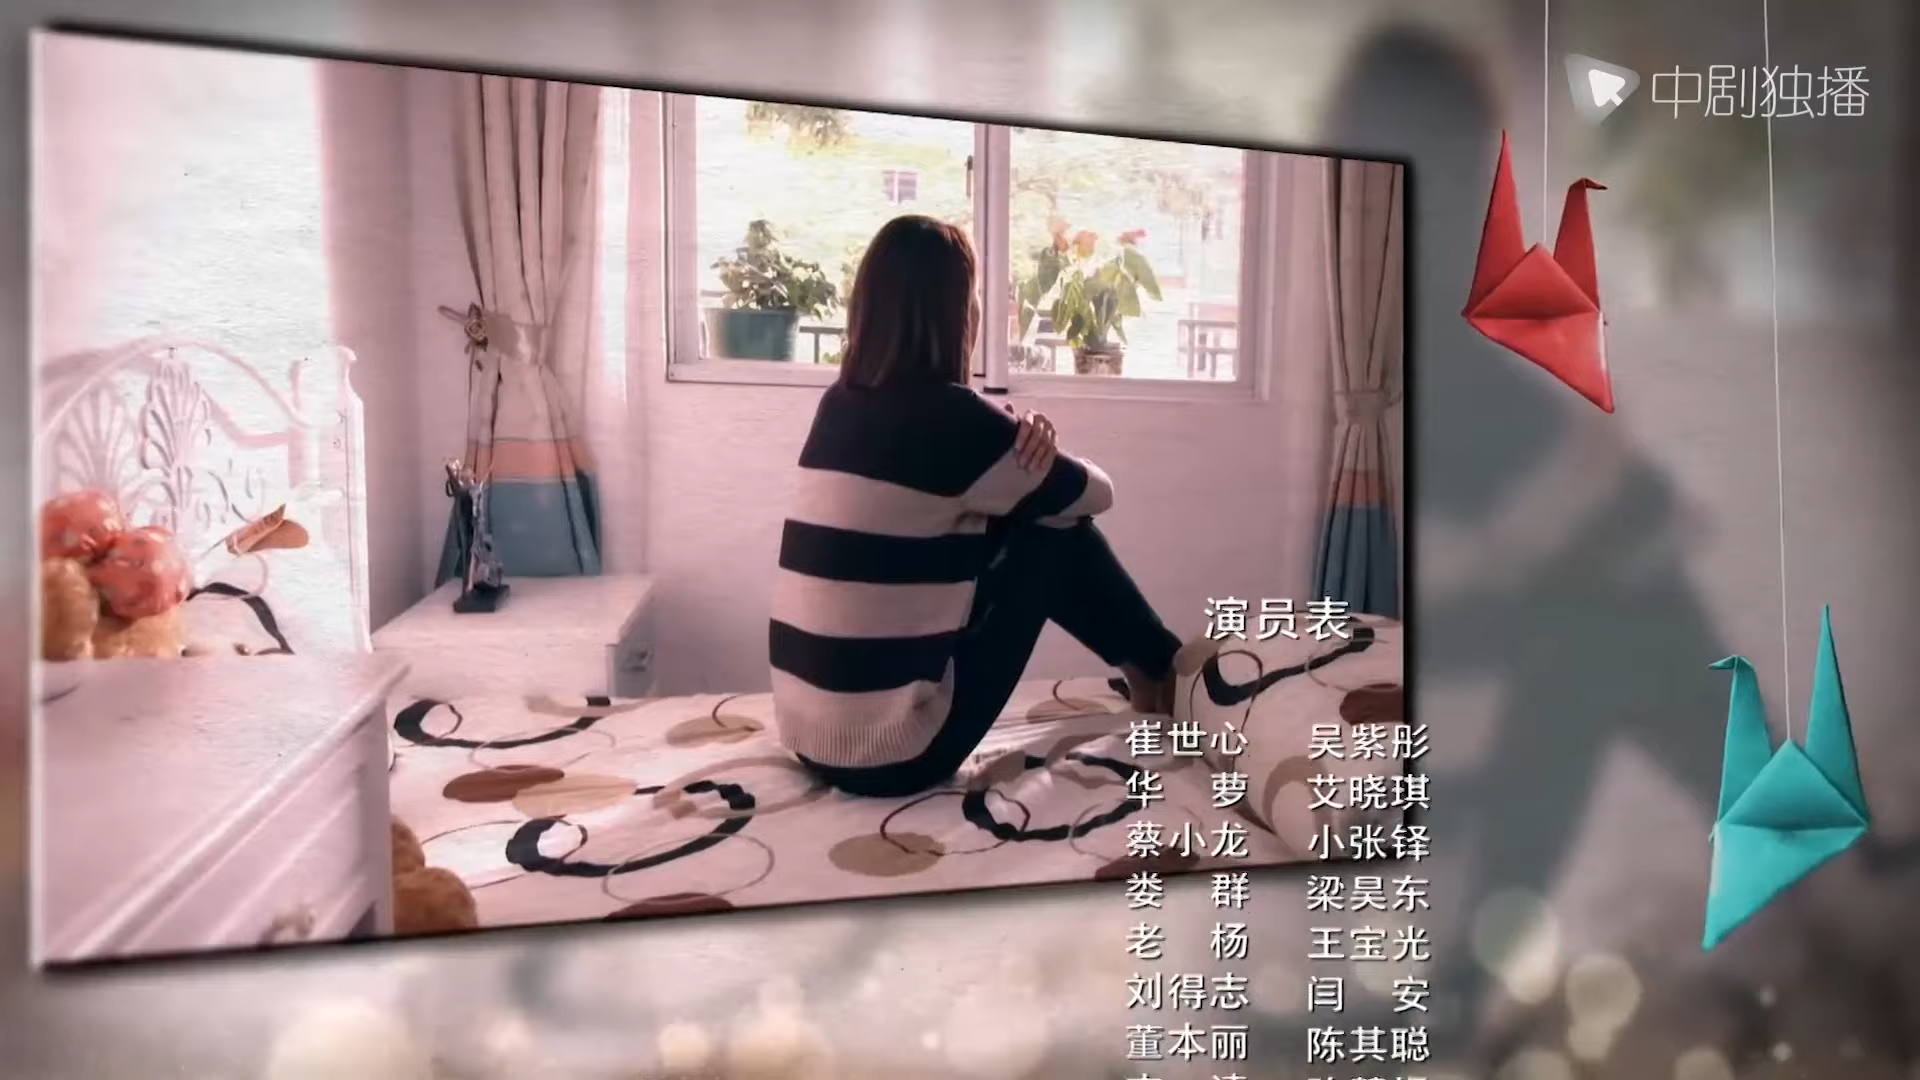 中剧独播
演员表
崔世心 吴紫彤
华 萝 艾晓琪
蔡小龙 小张铎
娄 群 梁昊东
老 杨 王宝光
刘得志 闫 安
董本丽 陈其聪